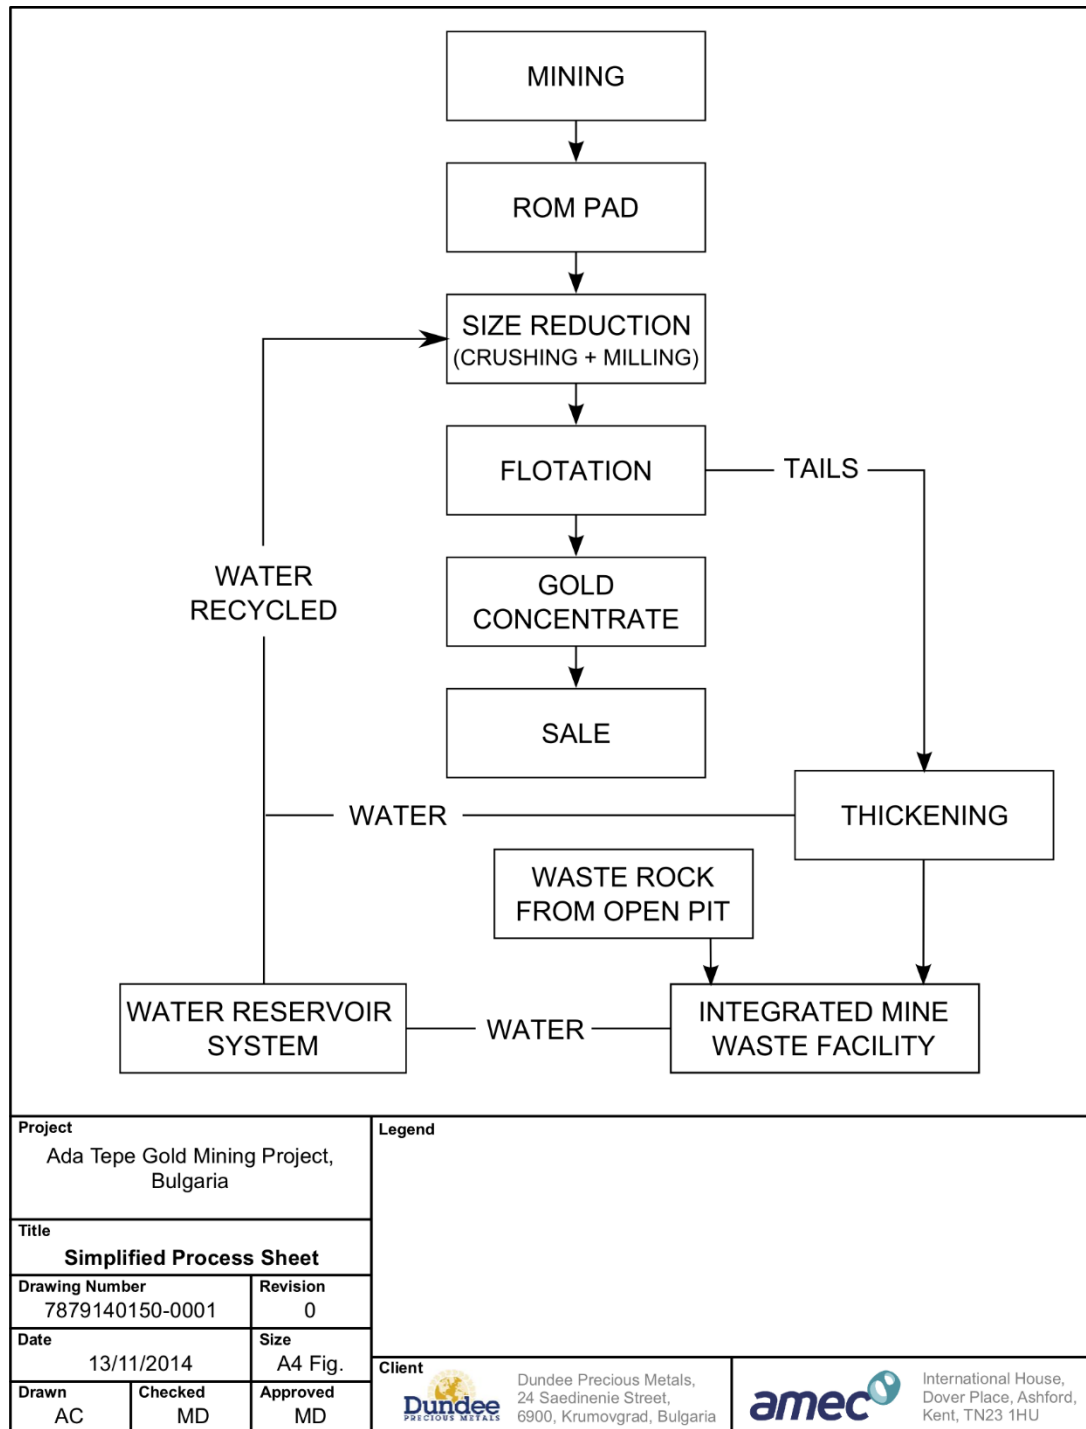 MINING
ROM PAD
SIZE REDUCTION
(CRUSHING + MILLING)
FLOTATION
TAILS
WATER
RECYCLED
GOLD
CONCENTRATE
SALE
WATER
THICKENING
WASTE ROCK
FROM OPEN PIT
WATER RESERVOIR
SYSTEM
WATER
INTEGRATED MINE
WASTE FACILITY
Project
Ada Tepe Gold Mining Project,
Bulgaria
Legend
Title
Simplified Process Sheet
Drawing Number
7879140150-0001
Revision
0
Date
13/11/2014
Size
A4 Fig.
Drawn
AC
Checked
MD
Approved
MD
Client
Dundee
PRECIOUS METALS
Dundee Precious Metals,
24 Saedinenie Street,
6900, Krumovgrad, Bulgaria
amec
International House,
Dover Place, Ashford,
Kent, TN23 1HU